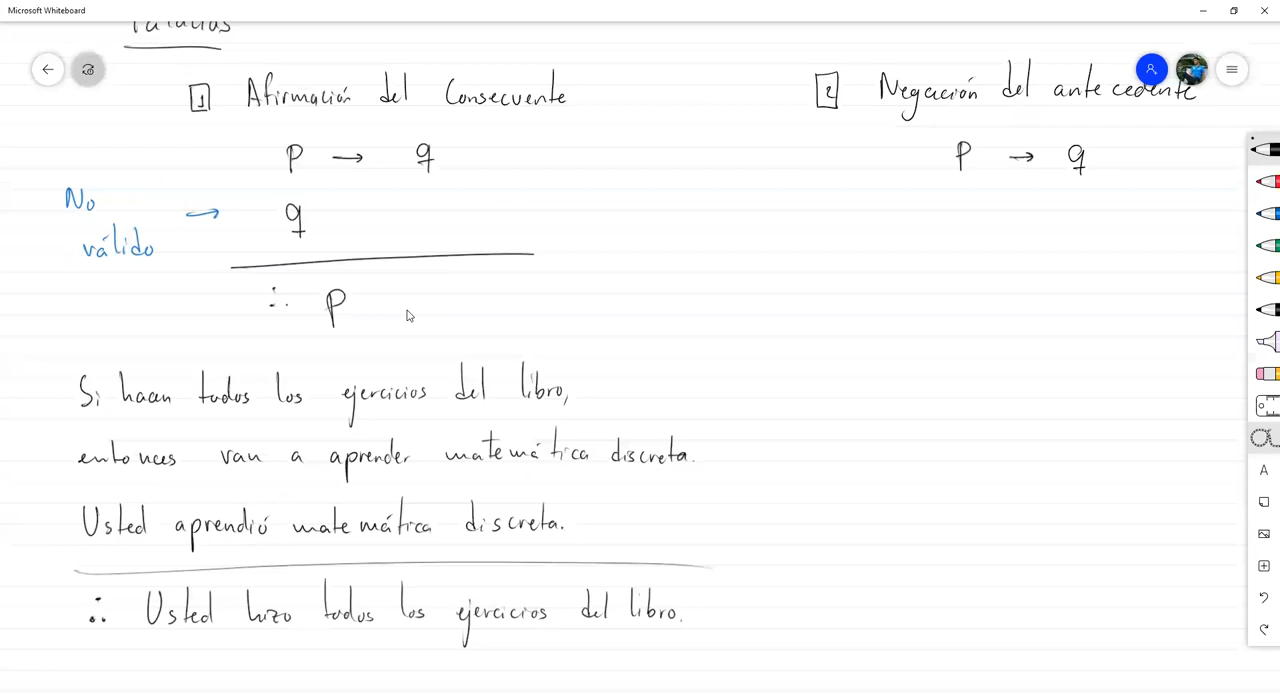 Microsoft Whiteboard
Falacias
1 Afirmación del Consecuente
p → q
No válido → q
∴ p
Si hacen todos los ejercicios del libro,
entonces van a aprender matemática discreta.
Usted aprendió matemática discreta.
∴ Usted hizo todos los ejercicios del libro.
2 Negación del antecedente
p → q
A